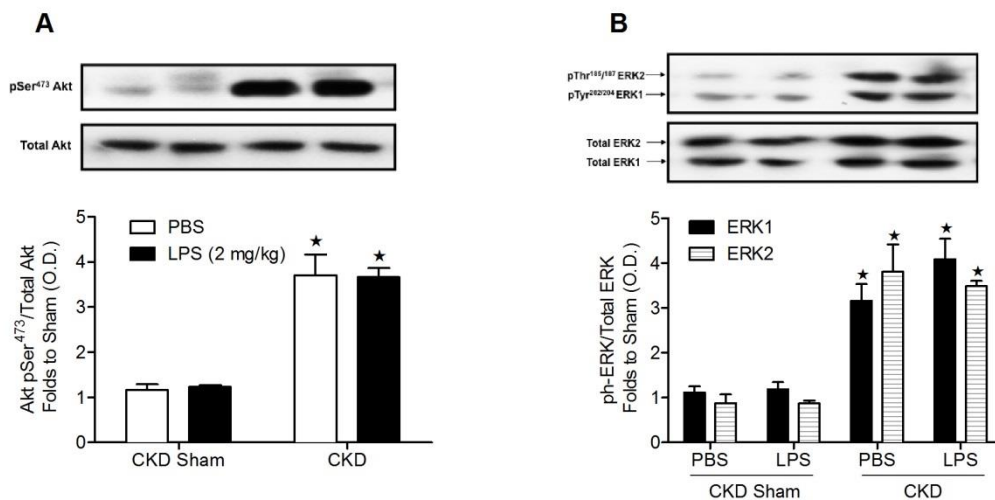 A
pSer⁴⁷³ Akt
Total Akt
Akt pSer⁴⁷³/Total Akt
Folds to Sham (O.D.)
5
4
3
2
1
0
PBS
LPS (2 mg/kg)
★
★
CKD Sham
CKD
B
pThr¹⁸⁵/¹⁸⁷ ERK2
pTyr²⁰²/²⁰⁴ ERK1
Total ERK2
Total ERK1
ph-ERK/Total ERK
Folds to Sham (O.D.)
5
4
3
2
1
0
ERK1
ERK2
★
★
★
★
PBS
LPS
PBS
LPS
CKD Sham
CKD